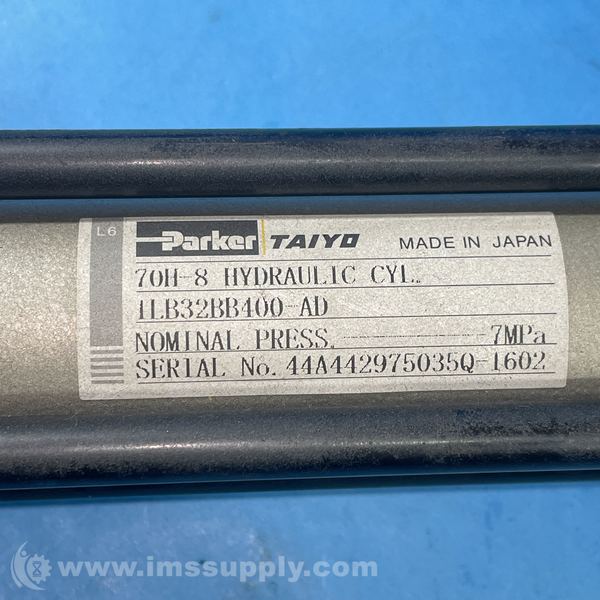 L6 Parker TAIYO MADE IN JAPAN
70H-8 HYDRAULIC CYL.
1LB32BB400-AD
NOMINAL PRESS. 7MPa
SERIAL No. 44A442975035Q-1602
www.imssupply.com